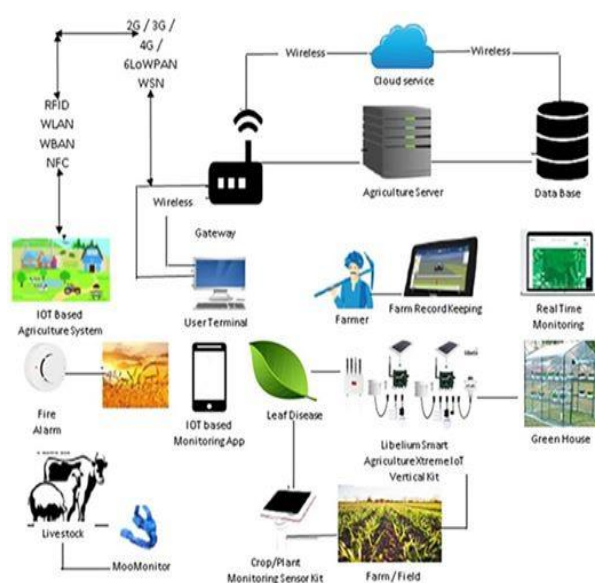 2G / 3G /
4G /
6LoWPAN
WSN
Wireless
Wireless
Cloud service
RFID
WLAN
WBAN
NFC
Agriculture Server
Data Base
Wireless
Gateway
IOT Based
Agriculture System
User Terminal
Farmer
Farm Record Keeping
Real Time
Monitoring
Fire
Alarm
IOT based
Monitoring App
Leaf Disease
Libelium Smart
Agriculture Xtreme IoT
Vertical Kit
Green House
Livestock
MooMonitor
Crop/Plant
Monitoring Sensor Kit
Farm / Field